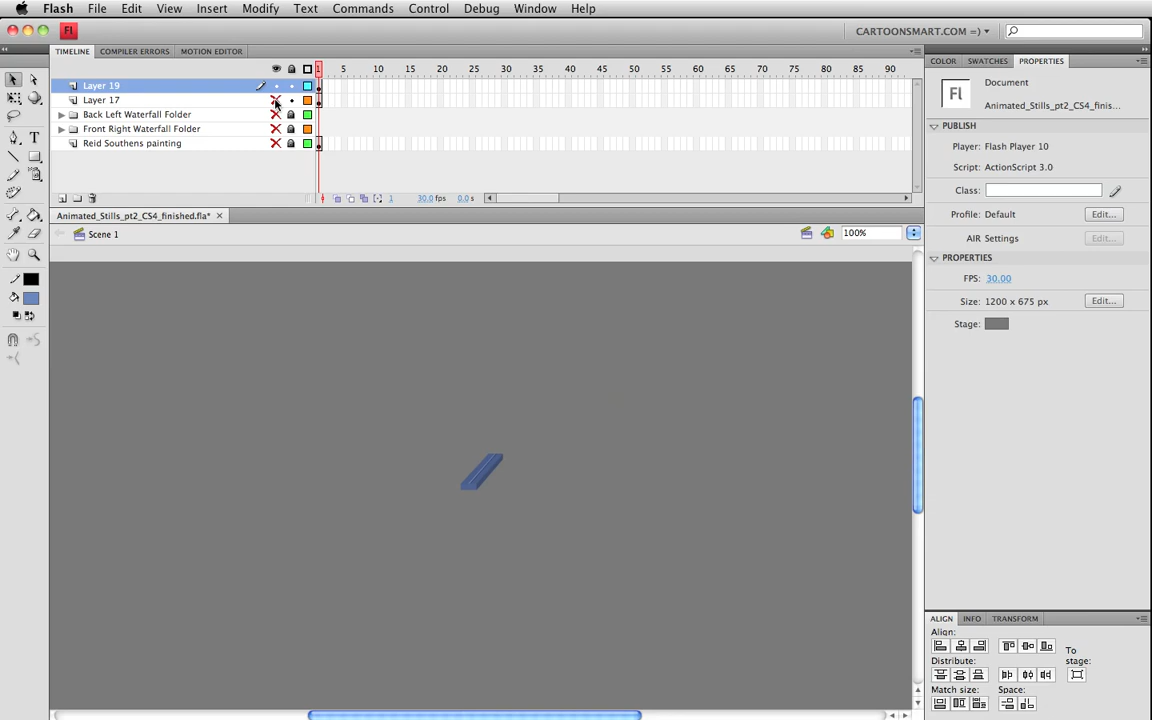 Flash File Edit View Insert Modify Text Commands Control Debug Window Help
Fl CARTOONSMART.COM =)
TIMELINE COMPILER ERRORS MOTION EDITOR
1 5 10 15 20 25 30 35 40 45 50 55 60 65 70 75 80 85 90
Layer 19
Layer 17
Back Left Waterfall Folder
Front Right Waterfall Folder
Reid Southens painting
1 30.0 fps 0.0 s
Animated_Stills_pt2_CS4_finished.fla*
Scene 1
100%
T
COLOR SWATCHES PROPERTIES
Fl
Document
Animated_Stills_pt2_CS4_finis...
PUBLISH
Player: Flash Player 10
Script: ActionScript 3.0
Class:
Profile: Default Edit...
AIR Settings Edit...
PROPERTIES
FPS: 30.00
Size: 1200 x 675 px Edit...
Stage:
ALIGN INFO TRANSFORM
Align:
Distribute:
Match size: Space:
To
stage: